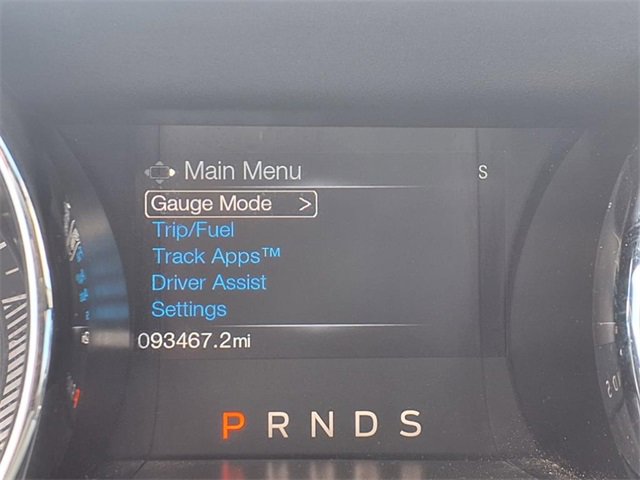 Main Menu S
Gauge Mode >
Trip/Fuel
Track Apps™
Driver Assist
Settings
093467.2mi
P R N D S